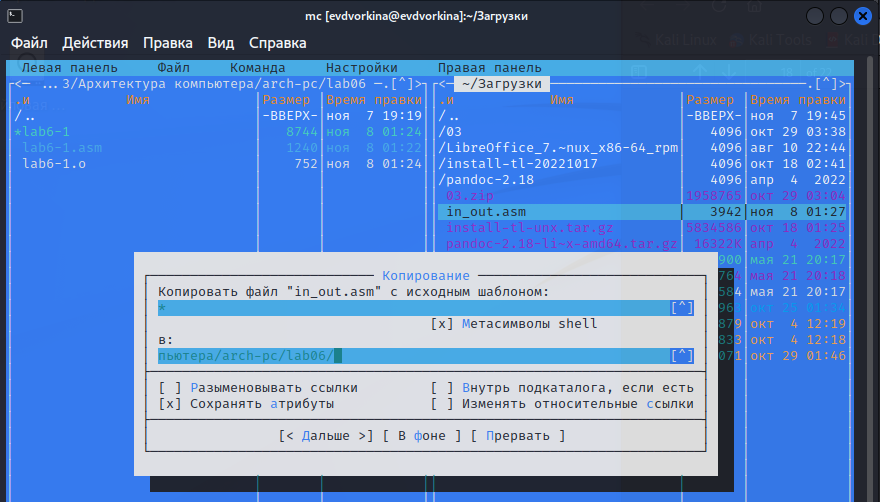 mc [evdvorkina@evdvorkina]:~/Загрузки
Файл Действия Правка Вид Справка
Левая панель Файл Команда Настройки Правая панель
<— ...3/Архитектура компьютера/arch-pc/lab06 —.[^]> <— ~/Загрузки .[^]>
.и Имя Размер Время правки .и Имя Размер Время правки
/.. -ВВЕРХ- ноя 7 19:19 /.. -ВВЕРХ- ноя 7 19:45
*lab6-1 8744 ноя 8 01:24 /03 4096 окт 29 03:38
lab6-1.asm 1240 ноя 8 01:22 /LibreOffice_7.~nux_x86-64_rpm 4096 авг 10 22:44
lab6-1.o 752 ноя 8 01:24 /install-tl-20221017 4096 окт 18 02:41
/pandoc-2.18 4096 апр 4 2022
03.zip 1958765 окт 29 03:04
in_out.asm 3942 ноя 8 01:27
install-tl-unx.tar.gz 5834586 окт 18 01:25
pandoc-2.18-li-x-amd64.tar.gz 16322K апр 4 2022
900 мая 21 20:17
Копирование 764 мая 21 20:18
Копировать файл "in_out.asm" с исходным шаблоном: 584 мая 21 20:17
* [^]
[x] Метасимволы shell 879 окт 4 12:19
в: 833 окт 4 12:18
пьютера/arch-pc/lab06/ [^] 071 окт 29 01:46
[ ] Разыменовывать ссылки [ ] Внутрь подкаталога, если есть
[x] Сохранять атрибуты [ ] Изменять относительные ссылки
[< Дальше >] [ В фоне ] [ Прервать ]